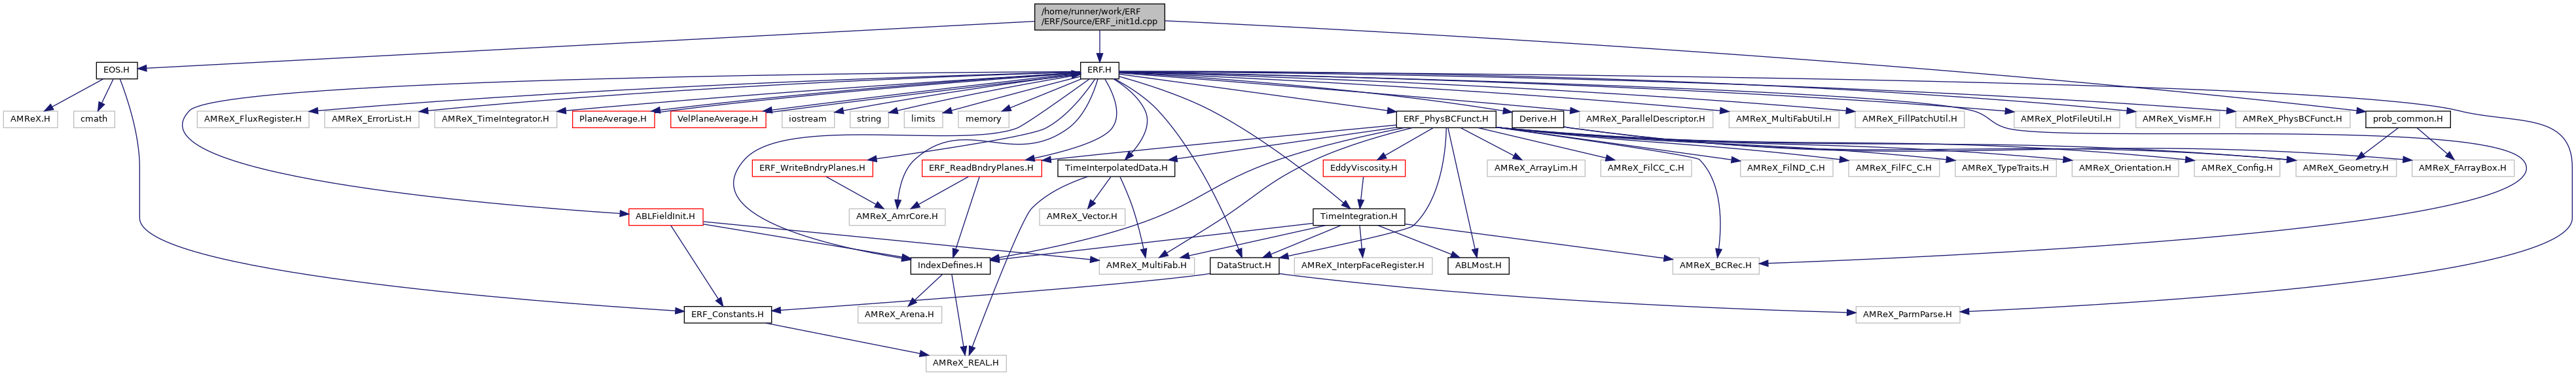 /home/runner/work/ERF
/ERF/Source/ERF_init1d.cpp
EOS.H
ERF.H
AMReX.H
cmath
AMReX_FluxRegister.H
AMReX_ErrorList.H
AMReX_TimeIntegrator.H
PlaneAverage.H
VelPlaneAverage.H
iostream
string
limits
memory
ERF_PhysBCFunct.H
Derive.H
AMReX_ParallelDescriptor.H
AMReX_MultiFabUtil.H
AMReX_FillPatchUtil.H
AMReX_PlotFileUtil.H
AMReX_VisMF.H
AMReX_PhysBCFunct.H
prob_common.H
ERF_WriteBndryPlanes.H
ERF_ReadBndryPlanes.H
TimeInterpolatedData.H
EddyViscosity.H
AMReX_ArrayLim.H
AMReX_FilCC_C.H
AMReX_FilND_C.H
AMReX_FilFC_C.H
AMReX_TypeTraits.H
AMReX_Orientation.H
AMReX_Config.H
AMReX_Geometry.H
AMReX_FArrayBox.H
ABLFieldInit.H
AMReX_AmrCore.H
AMReX_Vector.H
TimeIntegration.H
IndexDefines.H
AMReX_MultiFab.H
DataStruct.H
AMReX_InterpFaceRegister.H
ABLMost.H
AMReX_BCRec.H
ERF_Constants.H
AMReX_Arena.H
AMReX_ParmParse.H
AMReX_REAL.H